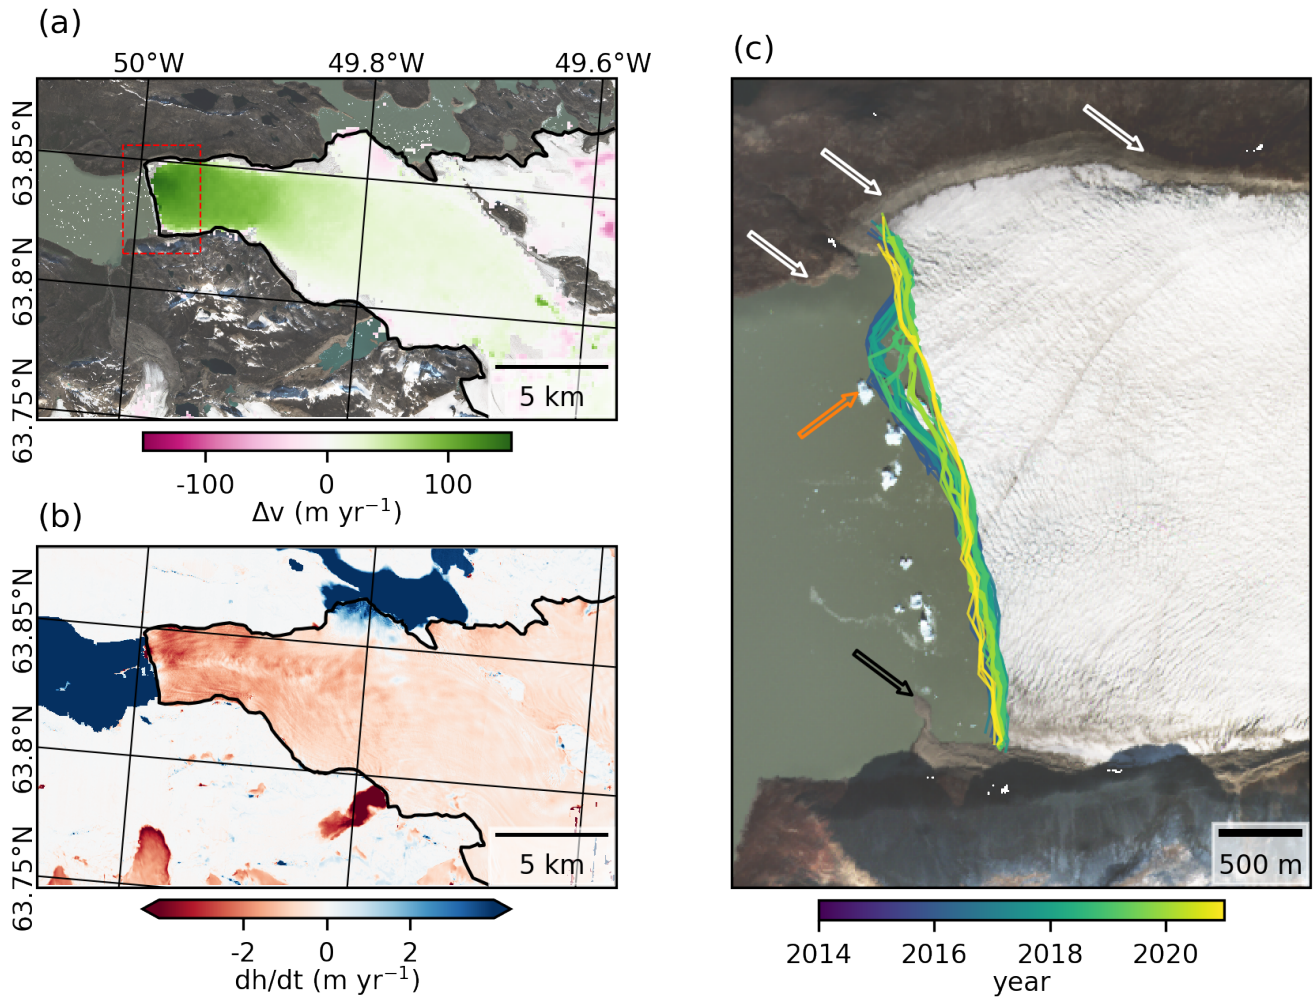 (a)
50°W 49.8°W 49.6°W
63.85°N
63.8°N
63.75°N
5 km
-100 0 100
Δv (m yr⁻¹)
(b)
63.85°N
63.8°N
63.75°N
5 km
-2 0 2
dh/dt (m yr⁻¹)
(c)
500 m
2014 2016 2018 2020
year